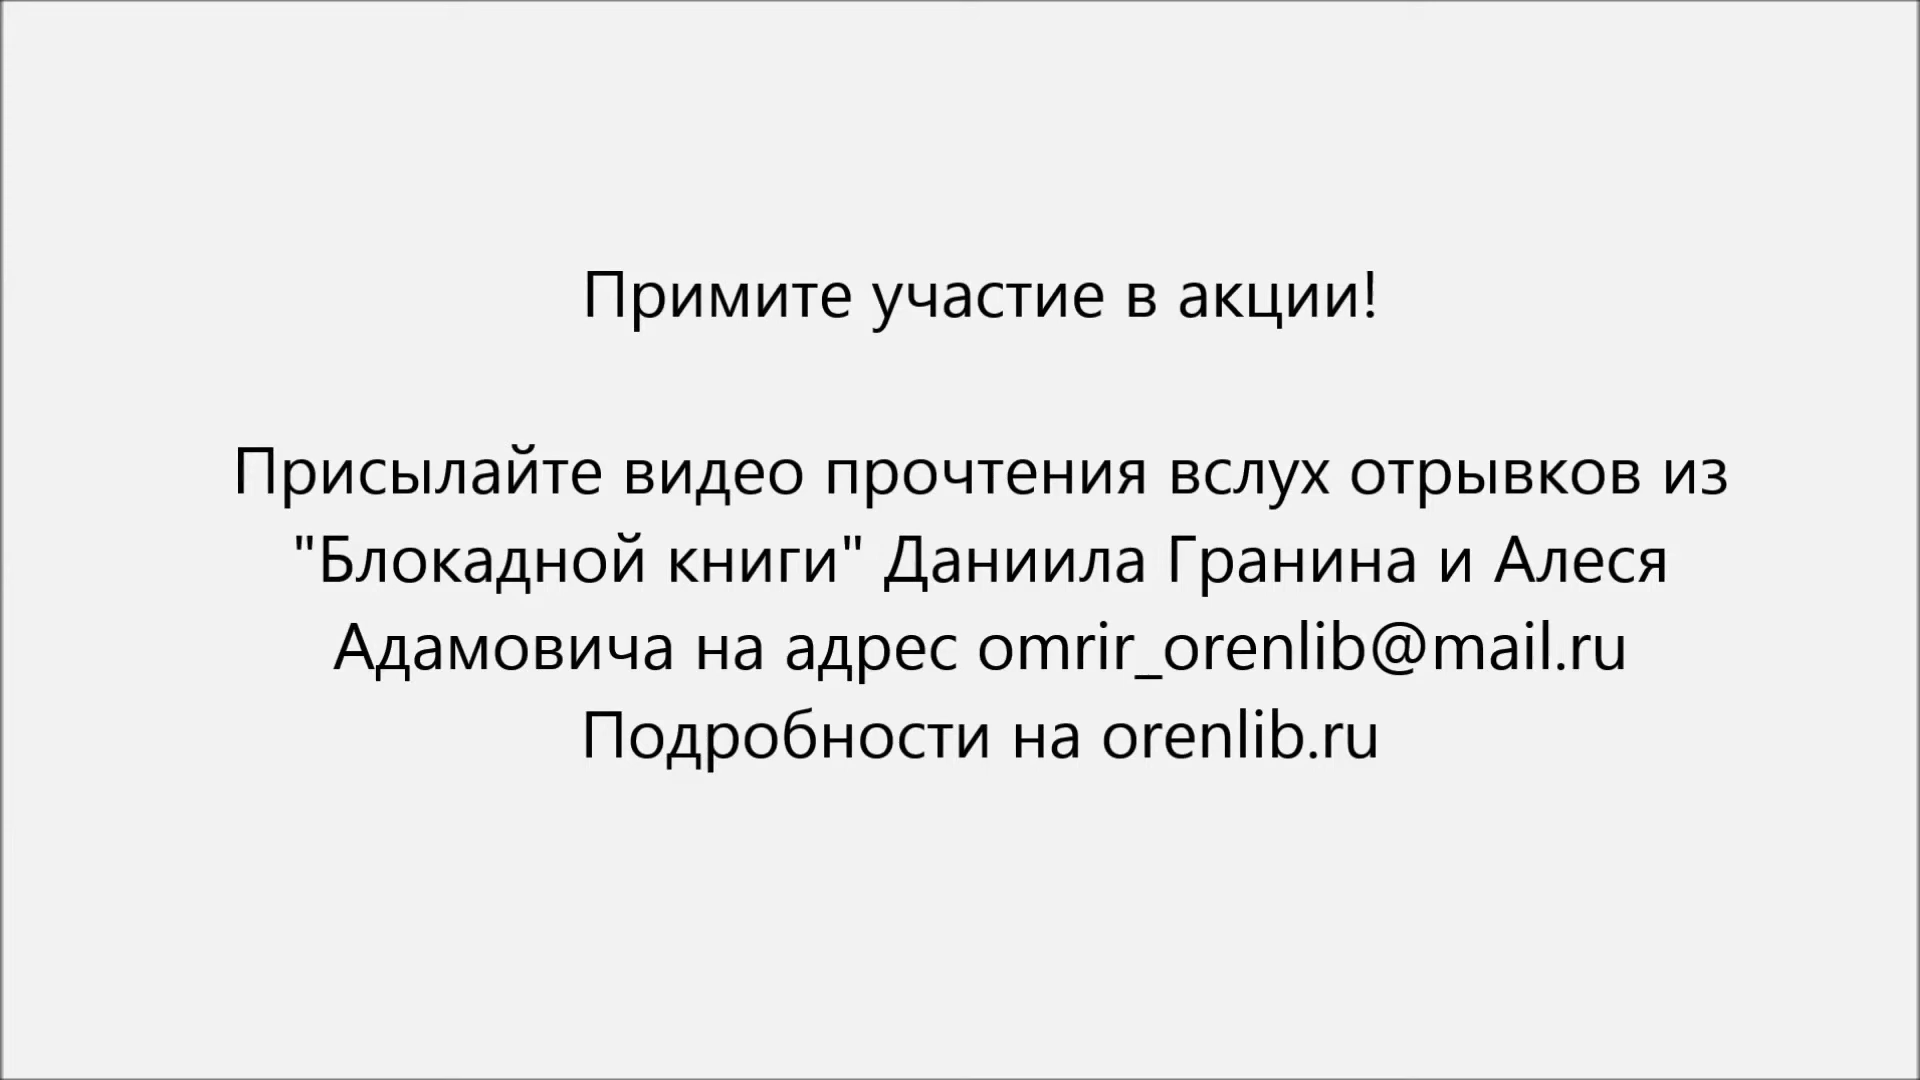 Примите участие в акции!
Присылайте видео прочтения вслух отрывков из
"Блокадной книги" Даниила Гранина и Алеся
Адамовича на адрес omrir_orenlib@mail.ru
Подробности на orenlib.ru